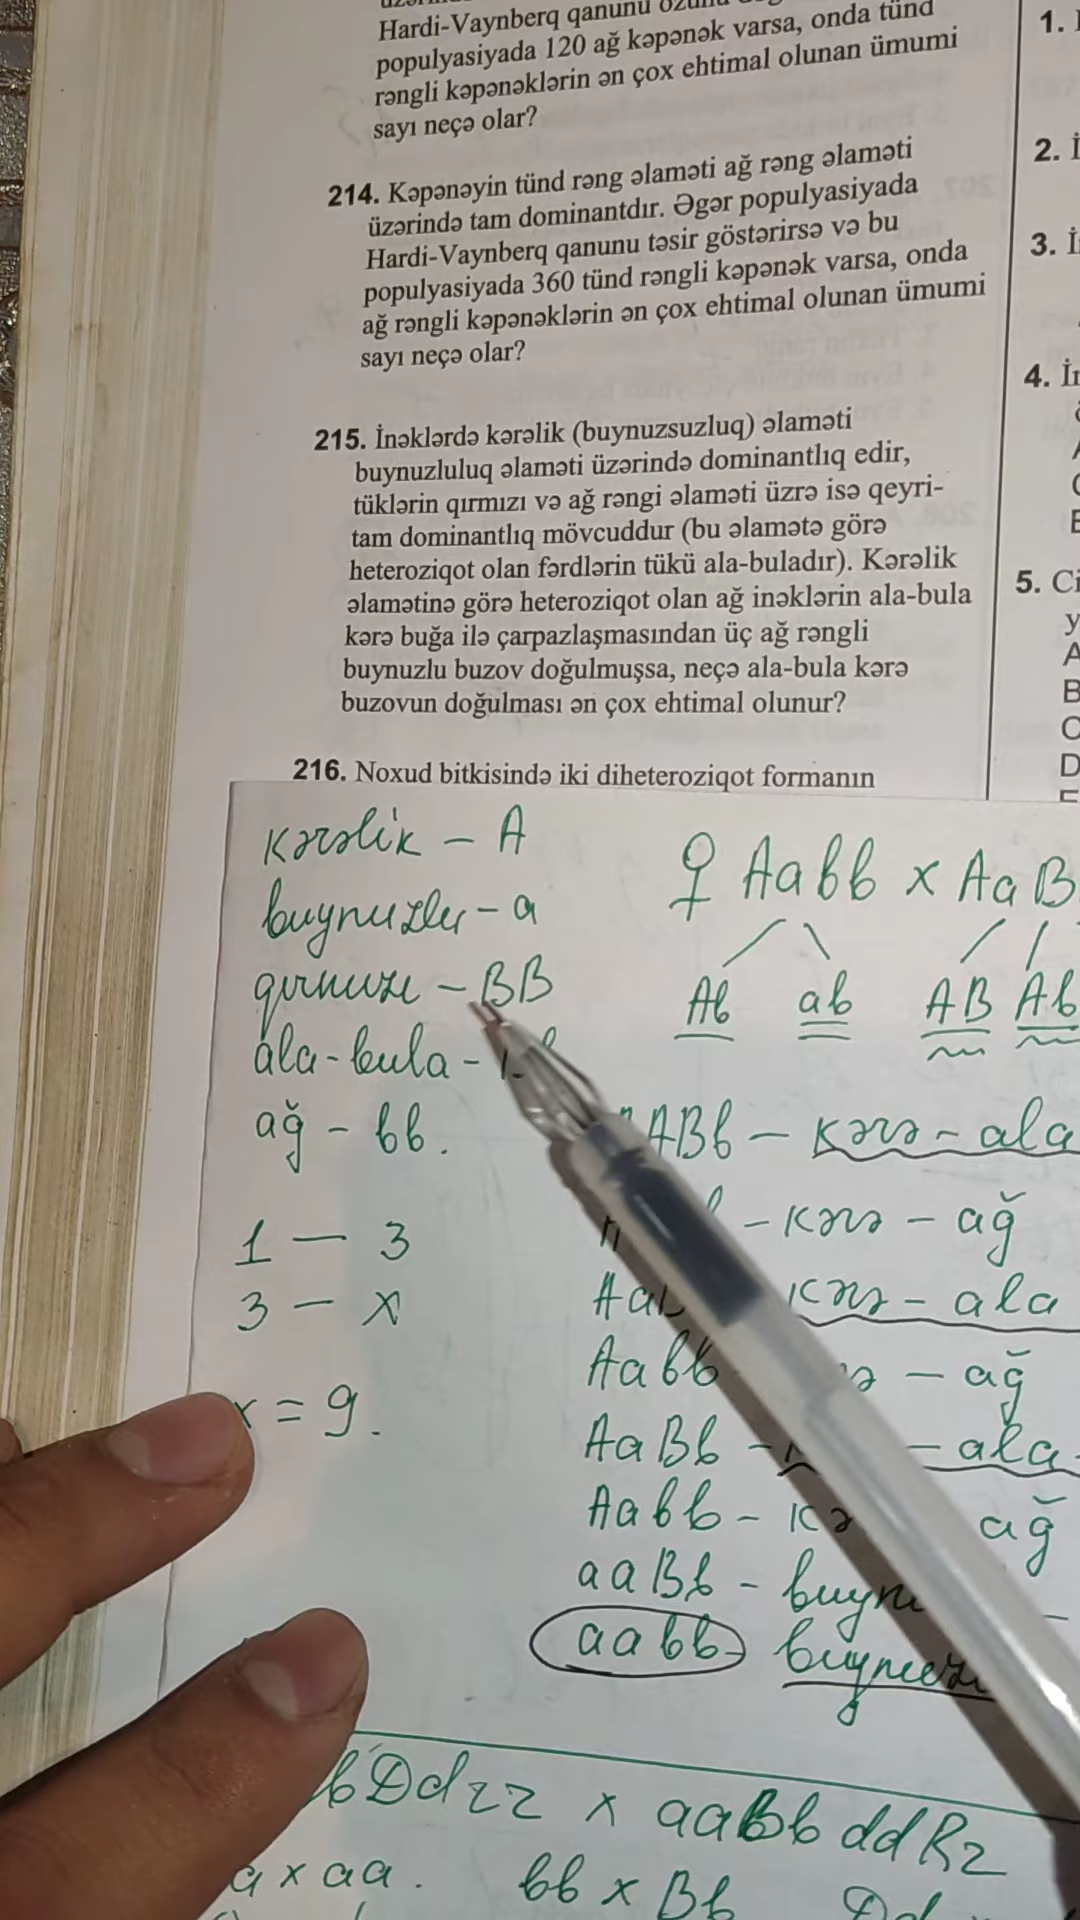 Hardi-Vaynberq qanunu
populyasiyada 120 ağ kəpənək varsa, onda tünd
rəngli kəpənəklərin ən çox ehtimal olunan ümumi
sayı neçə olar?
214. Kəpənəyin tünd rəng əlaməti ağ rəng əlaməti
üzərində tam dominantdır. Əgər populyasiyada
Hardi-Vaynberq qanunu təsir göstərirsə və bu
populyasiyada 360 tünd rəngli kəpənək varsa, onda
ağ rəngli kəpənəklərin ən çox ehtimal olunan ümumi
sayı neçə olar?
215. İnəklərdə kərəlik (buynuzsuzluq) əlaməti
buynuzluluq əlaməti üzərində dominantlıq edir,
tüklərin qırmızı və ağ rəngi əlaməti üzrə isə qeyri-
tam dominantlıq mövcuddur (bu əlamətə görə
heteroziqot olan fərdlərin tükü ala-buladır). Kərəlik
əlamətinə görə heteroziqot olan ağ inəklərin ala-bula
kərə buğa ilə çarpazlaşmasından üç ağ rəngli
buynuzlu buzov doğulmuşsa, neçə ala-bula kərə
buzovun doğulması ən çox ehtimal olunur?
216. Noxud bitkisində iki diheteroziqot formanın
1.
2. İ
3. İ
4. İ
5. Ci
y
A
B
C
D
kərəlik – A
buynuzlu – a
qırmızı – BB
ala-bula –
ağ – bb.
1 — 3
3 — x
x = 9.
♀ Aabb x AaB
Ab ab AB Ab
ABb – kərə – ala
– kərə – ağ
kərə – ala
Aabb – ağ
AaBb – – ala
Aabb – ağ
aaBb –
aabb –
bDdrr x aaBb ddRr
a x aa. bb x Bb